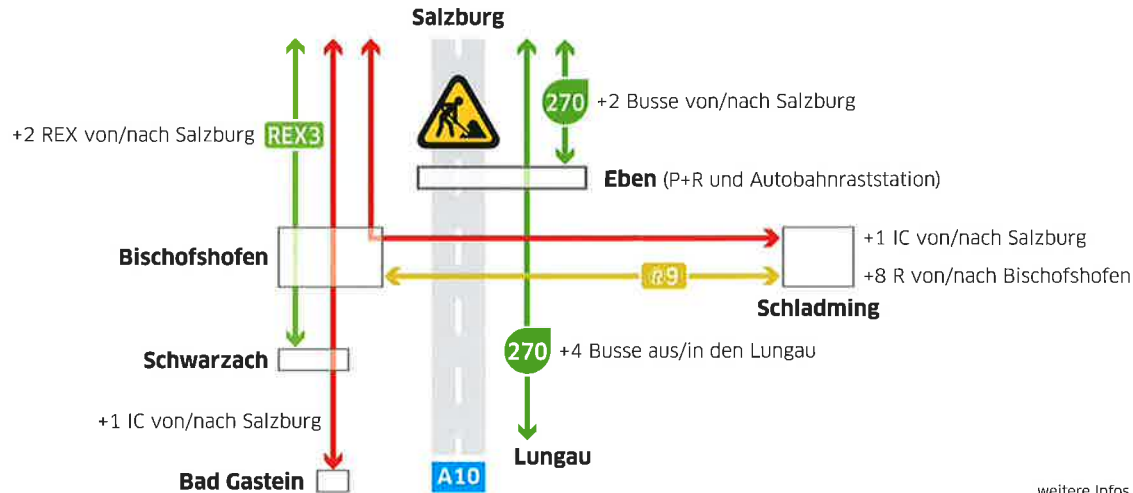 Salzburg
270
+2 Busse von/nach Salzburg
+2 REX von/nach Salzburg
REX3
Eben (P+R und Autobahnraststation)
Bischofshofen
+1 IC von/nach Salzburg
+8 R von/nach Bischofshofen
Schladming
270
+4 Busse aus/in den Lungau
Schwarzach
+1 IC von/nach Salzburg
Lungau
A10
Bad Gastein
weitere Infos